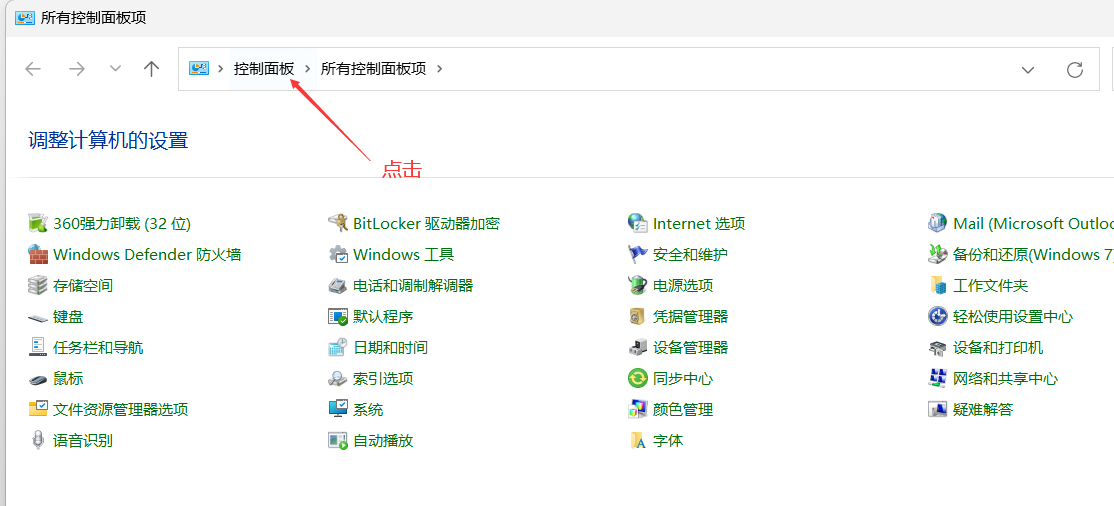 所有控制面板项
控制面板 所有控制面板项
调整计算机的设置
点击
360强力卸载 (32 位) BitLocker 驱动器加密 Internet 选项 Mail (Microsoft Outloo
Windows Defender 防火墙 Windows 工具 安全和维护 备份和还原(Windows 7)
存储空间 电话和调制解调器 电源选项 工作文件夹
键盘 默认程序 凭据管理器 轻松使用设置中心
任务栏和导航 日期和时间 设备管理器 设备和打印机
鼠标 索引选项 同步中心 网络和共享中心
文件资源管理器选项 系统 颜色管理 疑难解答
语音识别 自动播放 字体